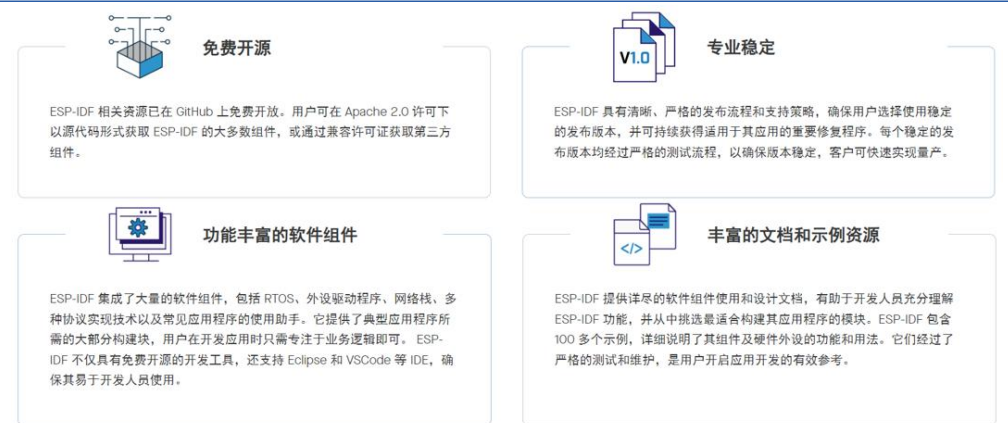 免费开源
ESP-IDF 相关资源已在 GitHub 上免费开放。用户可在 Apache 2.0 许可下
以源代码形式获取 ESP-IDF 的大多数组件，或通过兼容许可证获取第三方
组件。
V1.0
专业稳定
ESP-IDF 具有清晰、严格的发布流程和支持策略，确保用户选择使用稳定
的发布版本，并可持续获得适用于其应用的重要修复程序。每个稳定的发
布版本均经过严格的测试流程，以确保版本稳定，客户可快速实现量产。
功能丰富的软件组件
ESP-IDF 集成了大量的软件组件，包括 RTOS、外设驱动程序、网络栈、多
种协议实现技术以及常见应用程序的使用助手。它提供了典型应用程序所
需的大部分构建块，用户在开发应用时只需专注于业务逻辑即可。 ESP-
IDF 不仅具有免费开源的开发工具，还支持 Eclipse 和 VSCode 等 IDE，确
保其易于开发人员使用。
</>
丰富的文档和示例资源
ESP-IDF 提供详尽的软件组件使用和设计文档，有助于开发人员充分理解
ESP-IDF 功能，并从中挑选最适合构建其应用程序的模块。ESP-IDF 包含
100 多个示例，详细说明了其组件及硬件外设的功能和用法。它们经过了
严格的测试和维护，是用户开启应用开发的有效参考。